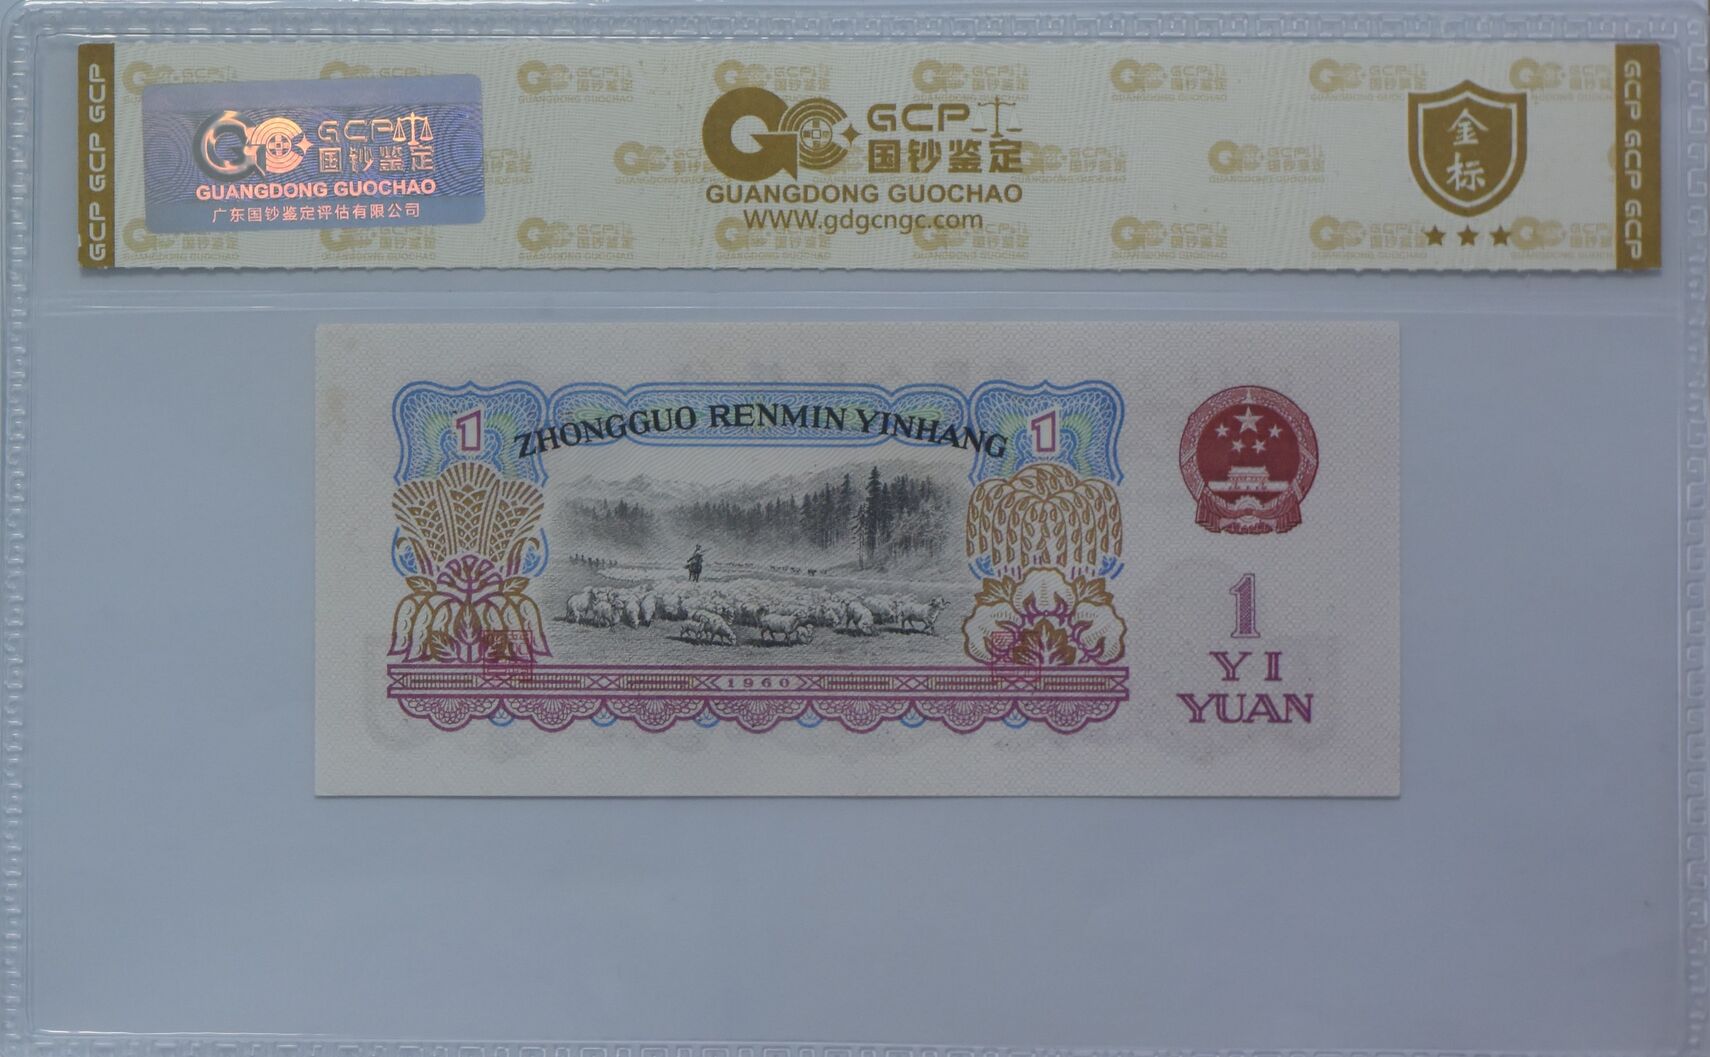 GCP GCP GCP
GCP
国钞鉴定
GUANGDONG GUOCHAO
广东国钞鉴定评估有限公司
GCP
国钞鉴定
GUANGDONG GUOCHAO
WWW.gdgcngc.com
金
标
GCP GCP GCP
1 ZHONGGUO RENMIN YINHANG 1
1960
1
YI
YUAN